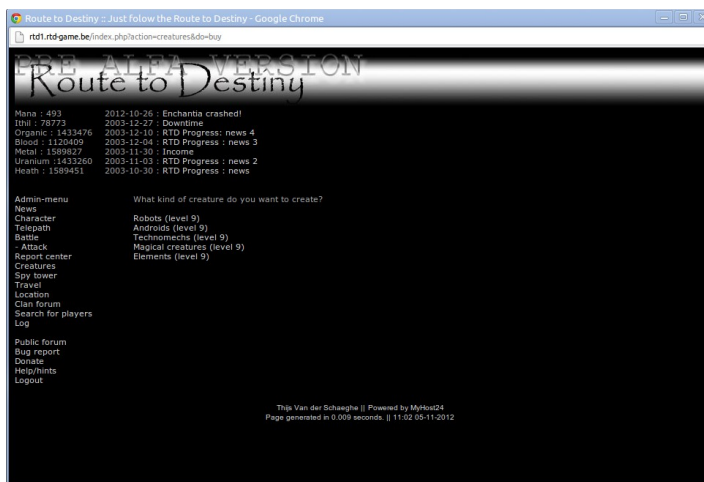 Route to Destiny :: Just folow the Route to Destiny - Google Chrome
rtd1.rtd-game.be/index.php?action=creatures&do=buy
PRE ALFA VERSION
Route to Destiny
Mana : 493 2012-10-26 : Enchantia crashed!
Ithil : 78773 2003-12-27 : Downtime
Organic : 1433476 2003-12-10 : RTD Progress: news 4
Blood : 1120409 2003-12-04 : RTD Progress : news 3
Metal : 1589827 2003-11-30 : Income
Uranium :1433260 2003-11-03 : RTD Progress : news 2
Heath : 1589451 2003-10-30 : RTD Progress : news
Admin-menu What kind of creature do you want to create?
News
Character Robots (level 9)
Telepath Androids (level 9)
Battle Technomechs (level 9)
- Attack Magical creatures (level 9)
Report center Elements (level 9)
Creatures
Spy tower
Travel
Location
Clan forum
Search for players
Log
Public forum
Bug report
Donate
Help/hints
Logout
Thijs Van der Schaeghe || Powered by MyHost24
Page generated in 0.009 seconds. || 11:02 05-11-2012